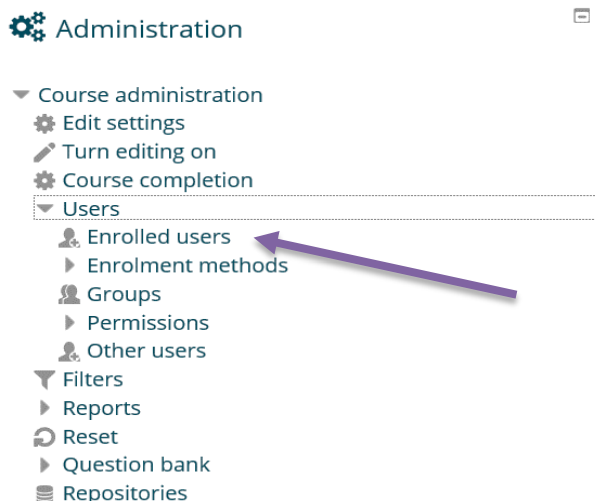 Administration
Course administration
Edit settings
Turn editing on
Course completion
Users
Enrolled users
Enrolment methods
Groups
Permissions
Other users
Filters
Reports
Reset
Question bank
Repositories